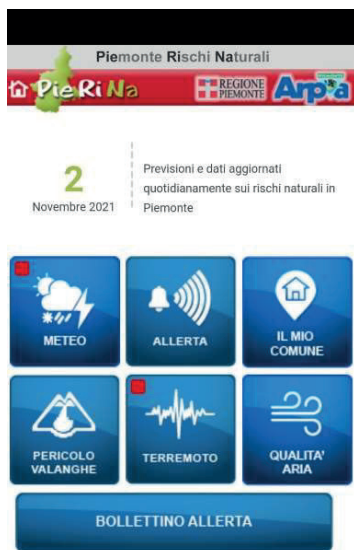 Piemonte Rischi Naturali
PieRiNa
REGIONE
PIEMONTE
Arpa
2
Novembre 2021
Previsioni e dati aggiornati
quotidianamente sui rischi naturali in
Piemonte
METEO
ALLERTA
IL MIO
COMUNE
PERICOLO
VALANGHE
TERREMOTO
QUALITA'
ARIA
BOLLETTINO ALLERTA